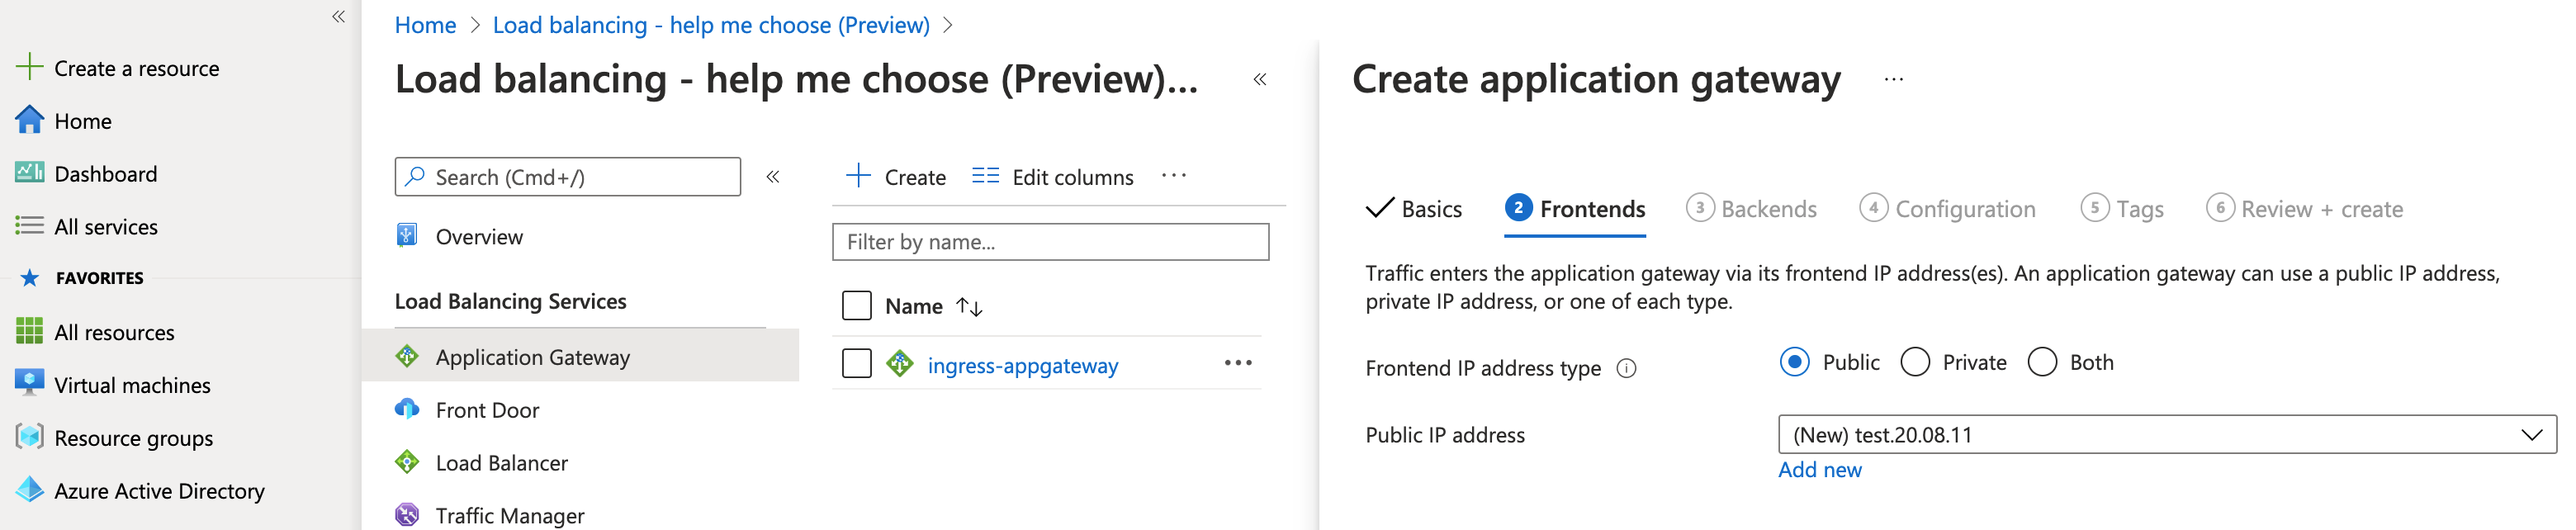 Create a resource
Home
Dashboard
All services
FAVORITES
All resources
Virtual machines
Resource groups
Azure Active Directory
Home > Load balancing - help me choose (Preview) >
Load balancing - help me choose (Preview)...
Search (Cmd+/)
Overview
Load Balancing Services
Application Gateway
Front Door
Load Balancer
Traffic Manager
Create Edit columns ...
Filter by name...
Name
ingress-appgateway
Create application gateway ...
Basics 2 Frontends 3 Backends 4 Configuration 5 Tags 6 Review + create
Traffic enters the application gateway via its frontend IP address(es). An application gateway can use a public IP address,
private IP address, or one of each type.
Frontend IP address type Public Private Both
Public IP address (New) test.20.08.11
Add new